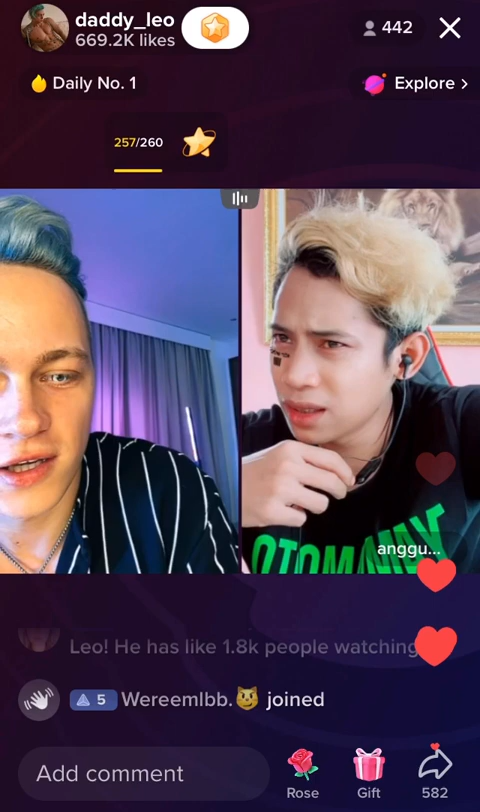 daddy_leo
669.2K likes
442
Daily No. 1
Explore >
257/260
OTOM
anggu...
Leo! He has like 1.8k people watching
5 Wereemlbb. joined
Add comment
Rose
Gift
582